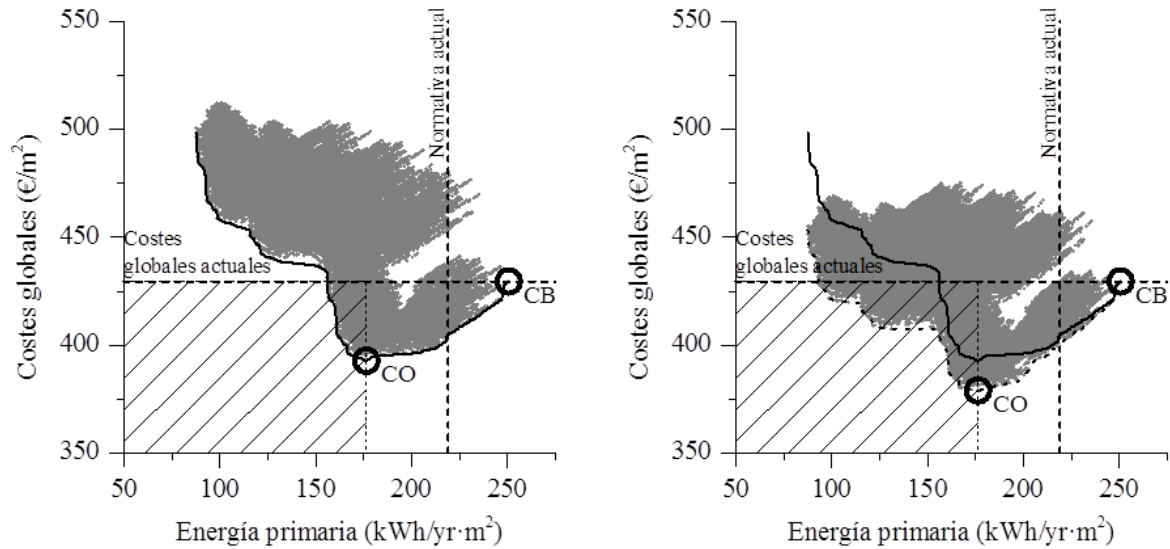 550
500
450
400
350
Costes globales (€/m²)
Normativa actual
Costes
globales actuales
CB
CO
50
100
150
200
250
Energía primaria (kWh/yr·m²)
550
500
450
400
350
Costes globales (€/m²)
Normativa actual
Costes
globales actuales
CB
CO
50
100
150
200
250
Energía primaria (kWh/yr·m²)